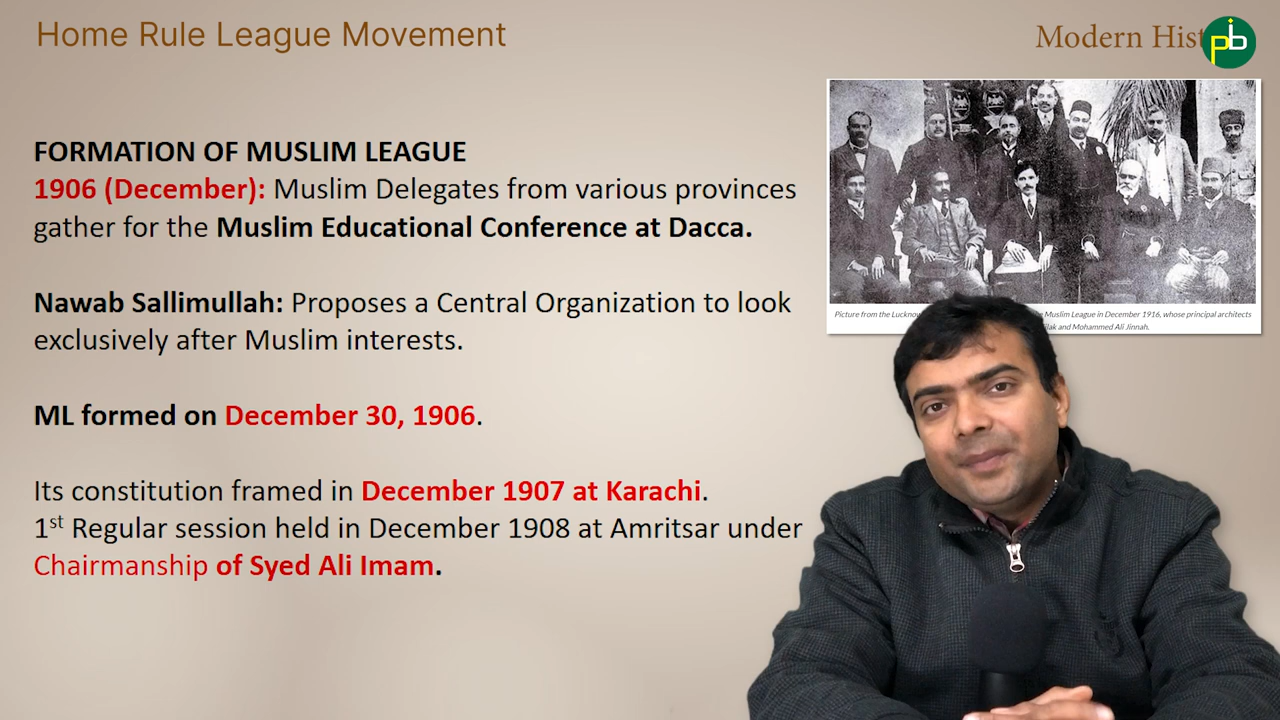 Home Rule League Movement
Modern Hist
pib
FORMATION OF MUSLIM LEAGUE
1906 (December): Muslim Delegates from various provinces
gather for the Muslim Educational Conference at Dacca.
Nawab Sallimullah: Proposes a Central Organization to look
exclusively after Muslim interests.
ML formed on December 30, 1906.
Its constitution framed in December 1907 at Karachi.
1st Regular session held in December 1908 at Amritsar under
Chairmanship of Syed Ali Imam.
Picture from the Lucknow Muslim League in December 1916, whose principal architects
and Mohammed Ali Jinnah.